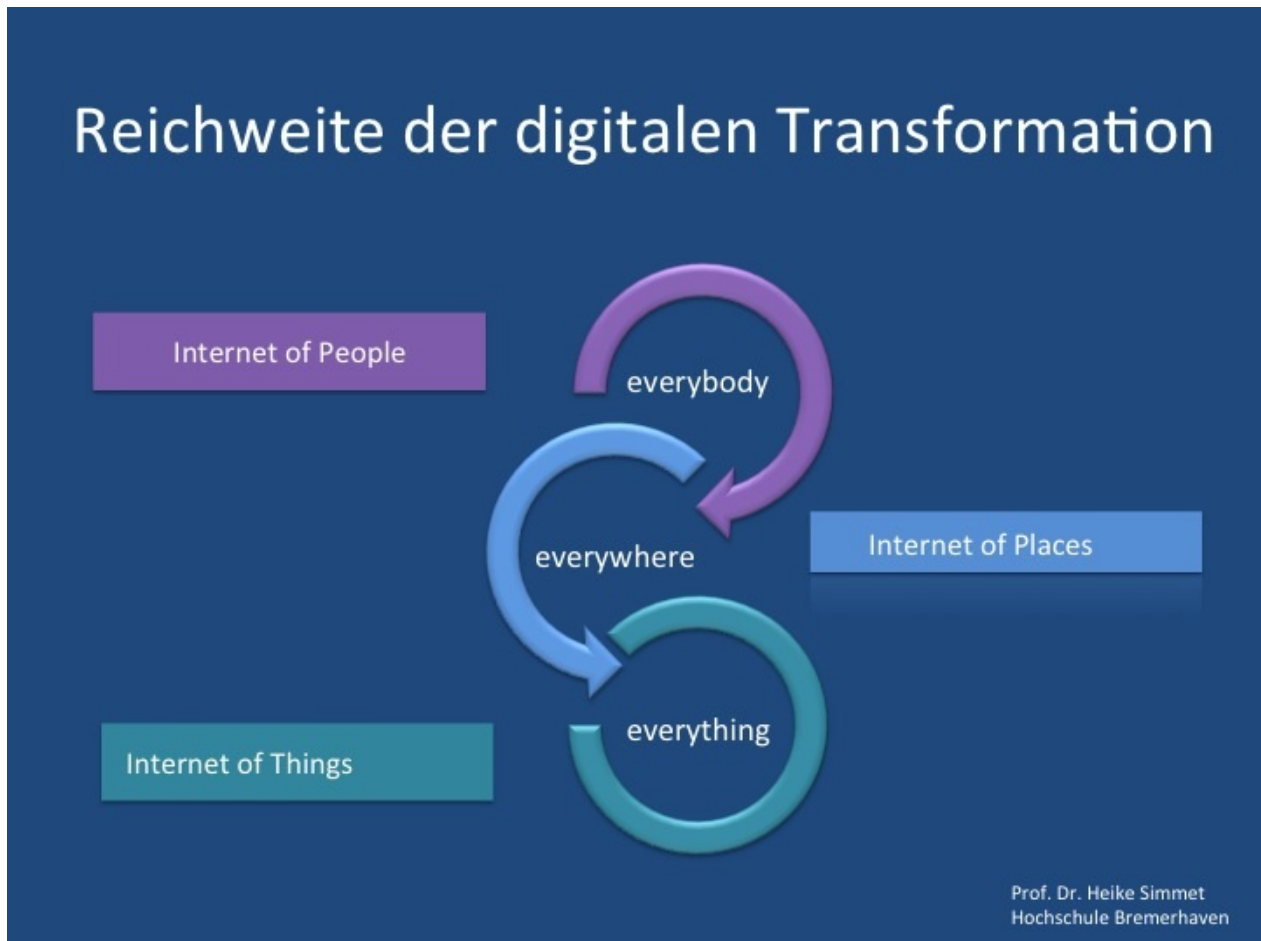 Reichweite der digitalen Transformation
Internet of People
everybody
everywhere
Internet of Places
everything
Internet of Things
Prof. Dr. Heike Simmet
Hochschule Bremerhaven